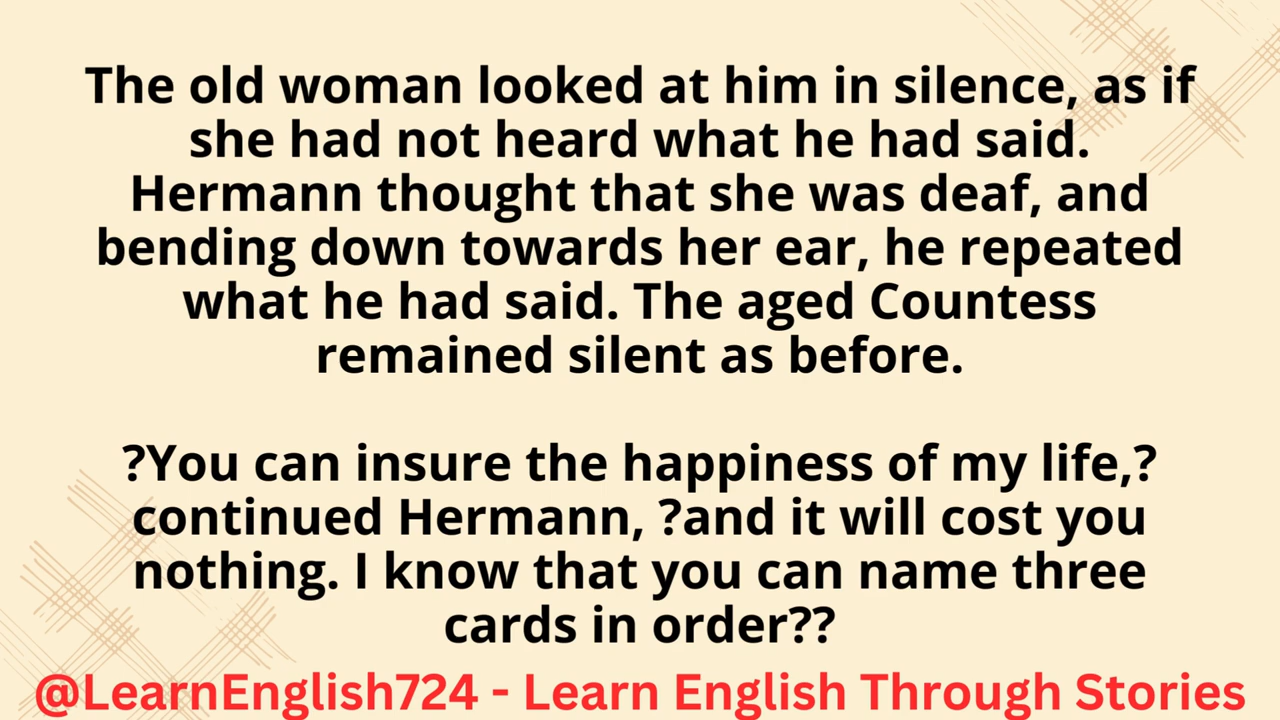 The old woman looked at him in silence, as if
she had not heard what he had said.
Hermann thought that she was deaf, and
bending down towards her ear, he repeated
what he had said. The aged Countess
remained silent as before.
?You can insure the happiness of my life,?
continued Hermann, ?and it will cost you
nothing. I know that you can name three
cards in order??
@LearnEnglish724 - Learn English Through Stories